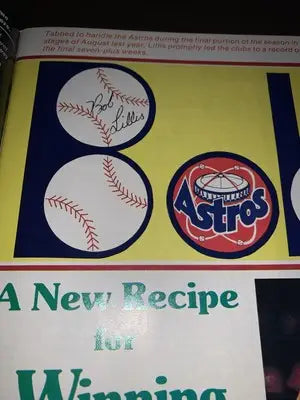 Tabbed to handle the Astros during the final portion of the season in
stages of August last year, Lillis promptly led the clubs to a record o
the final seven-plus weeks.
Bob
Lillis
Bo
Astros
A New Recipe
for
Winning